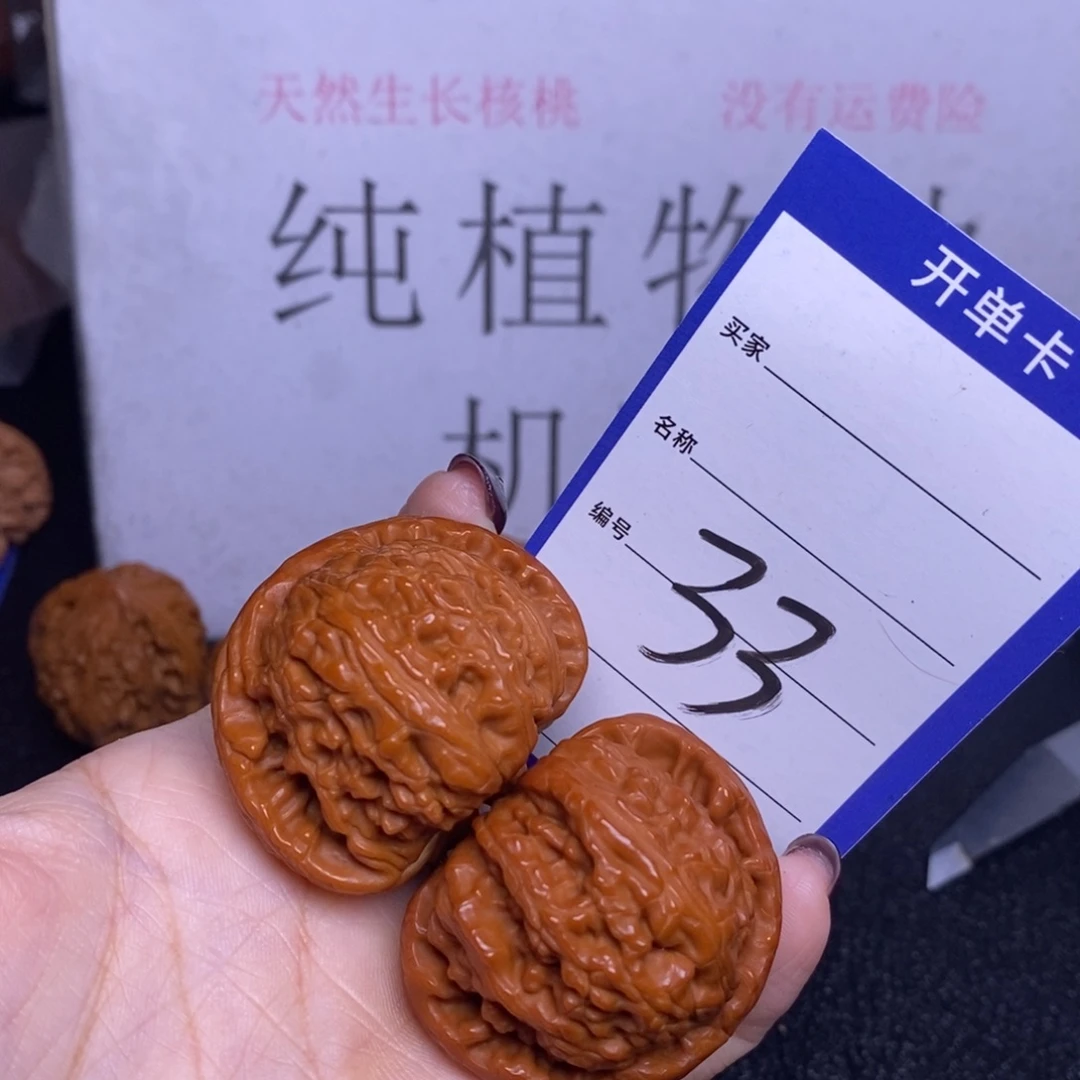 天然生长核桃 没有运费险
纯植物
机
开单卡
买家
名称
编号
33